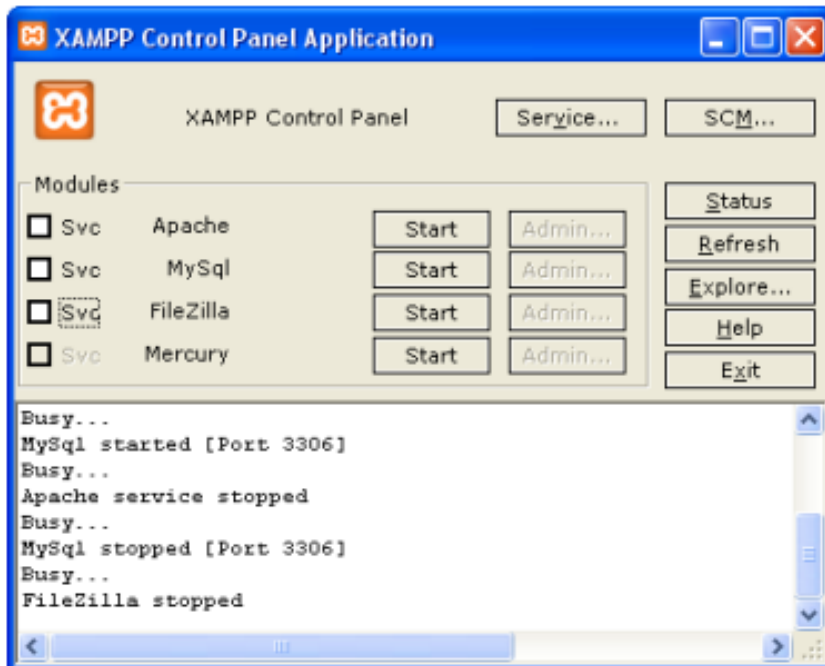 XAMPP Control Panel Application
XAMPP Control Panel Service... SCM...
Modules
Svc Apache Start Admin...
Svc MySql Start Admin...
Svc FileZilla Start Admin...
Svc Mercury Start Admin...
Status
Refresh
Explore...
Help
Exit
Busy...
MySql started [Port 3306]
Busy...
Apache service stopped
Busy...
MySql stopped [Port 3306]
Busy...
FileZilla stopped